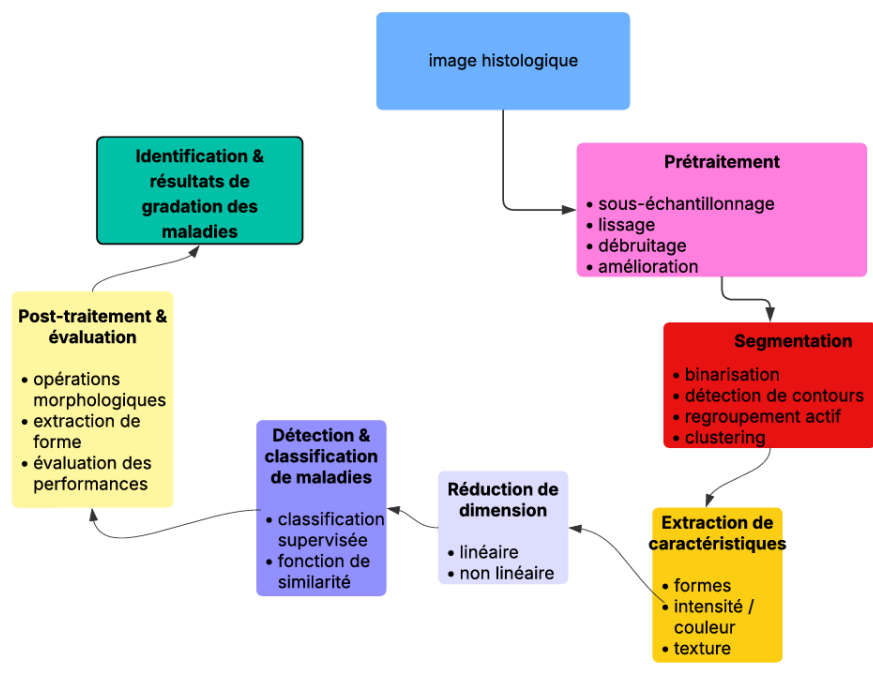 image histologique
Prétraitement
• sous-échantillonnage
• lissage
• débruitage
• amélioration
Segmentation
• binarisation
• détection de contours
• regroupement actif
• clustering
Extraction de
caractéristiques
• formes
• intensité /
couleur
• texture
Réduction de
dimension
• linéaire
• non linéaire
Détection &
classification
de maladies
• classification
supervisée
• fonction de
similarité
Post-traitement &
évaluation
• opérations
morphologiques
• extraction de
forme
• évaluation des
performances
Identification &
résultats de
gradation des
maladies